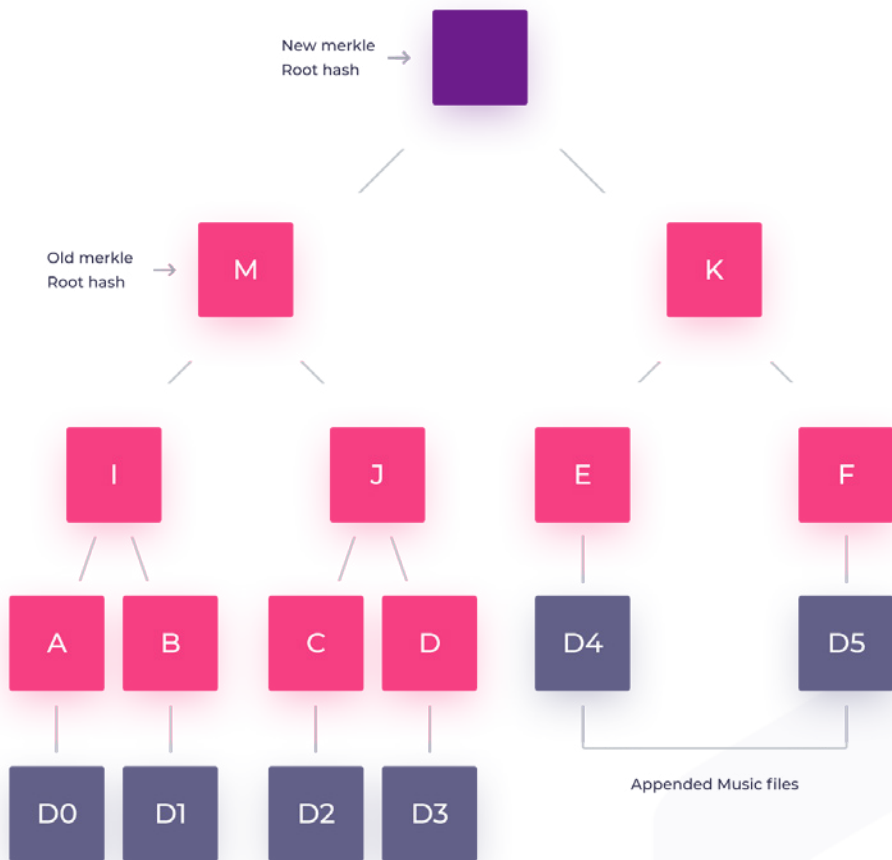 New merkle
Root hash
Old merkle
Root hash
M
K
I
J
E
F
A
B
C
D
D4
D5
Appended Music files
D0
D1
D2
D3